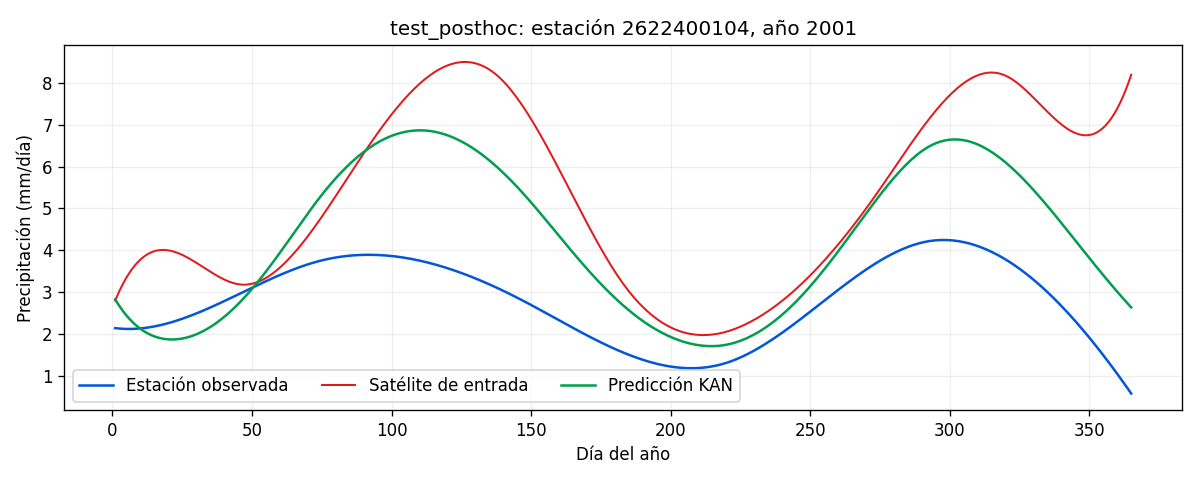 test_posthoc: estación 2622400104, año 2001
Precipitación (mm/día)
8
7
6
5
4
3
2
1
Estación observada Satélite de entrada Predicción KAN
0 50 100 150 200 250 300 350
Día del año